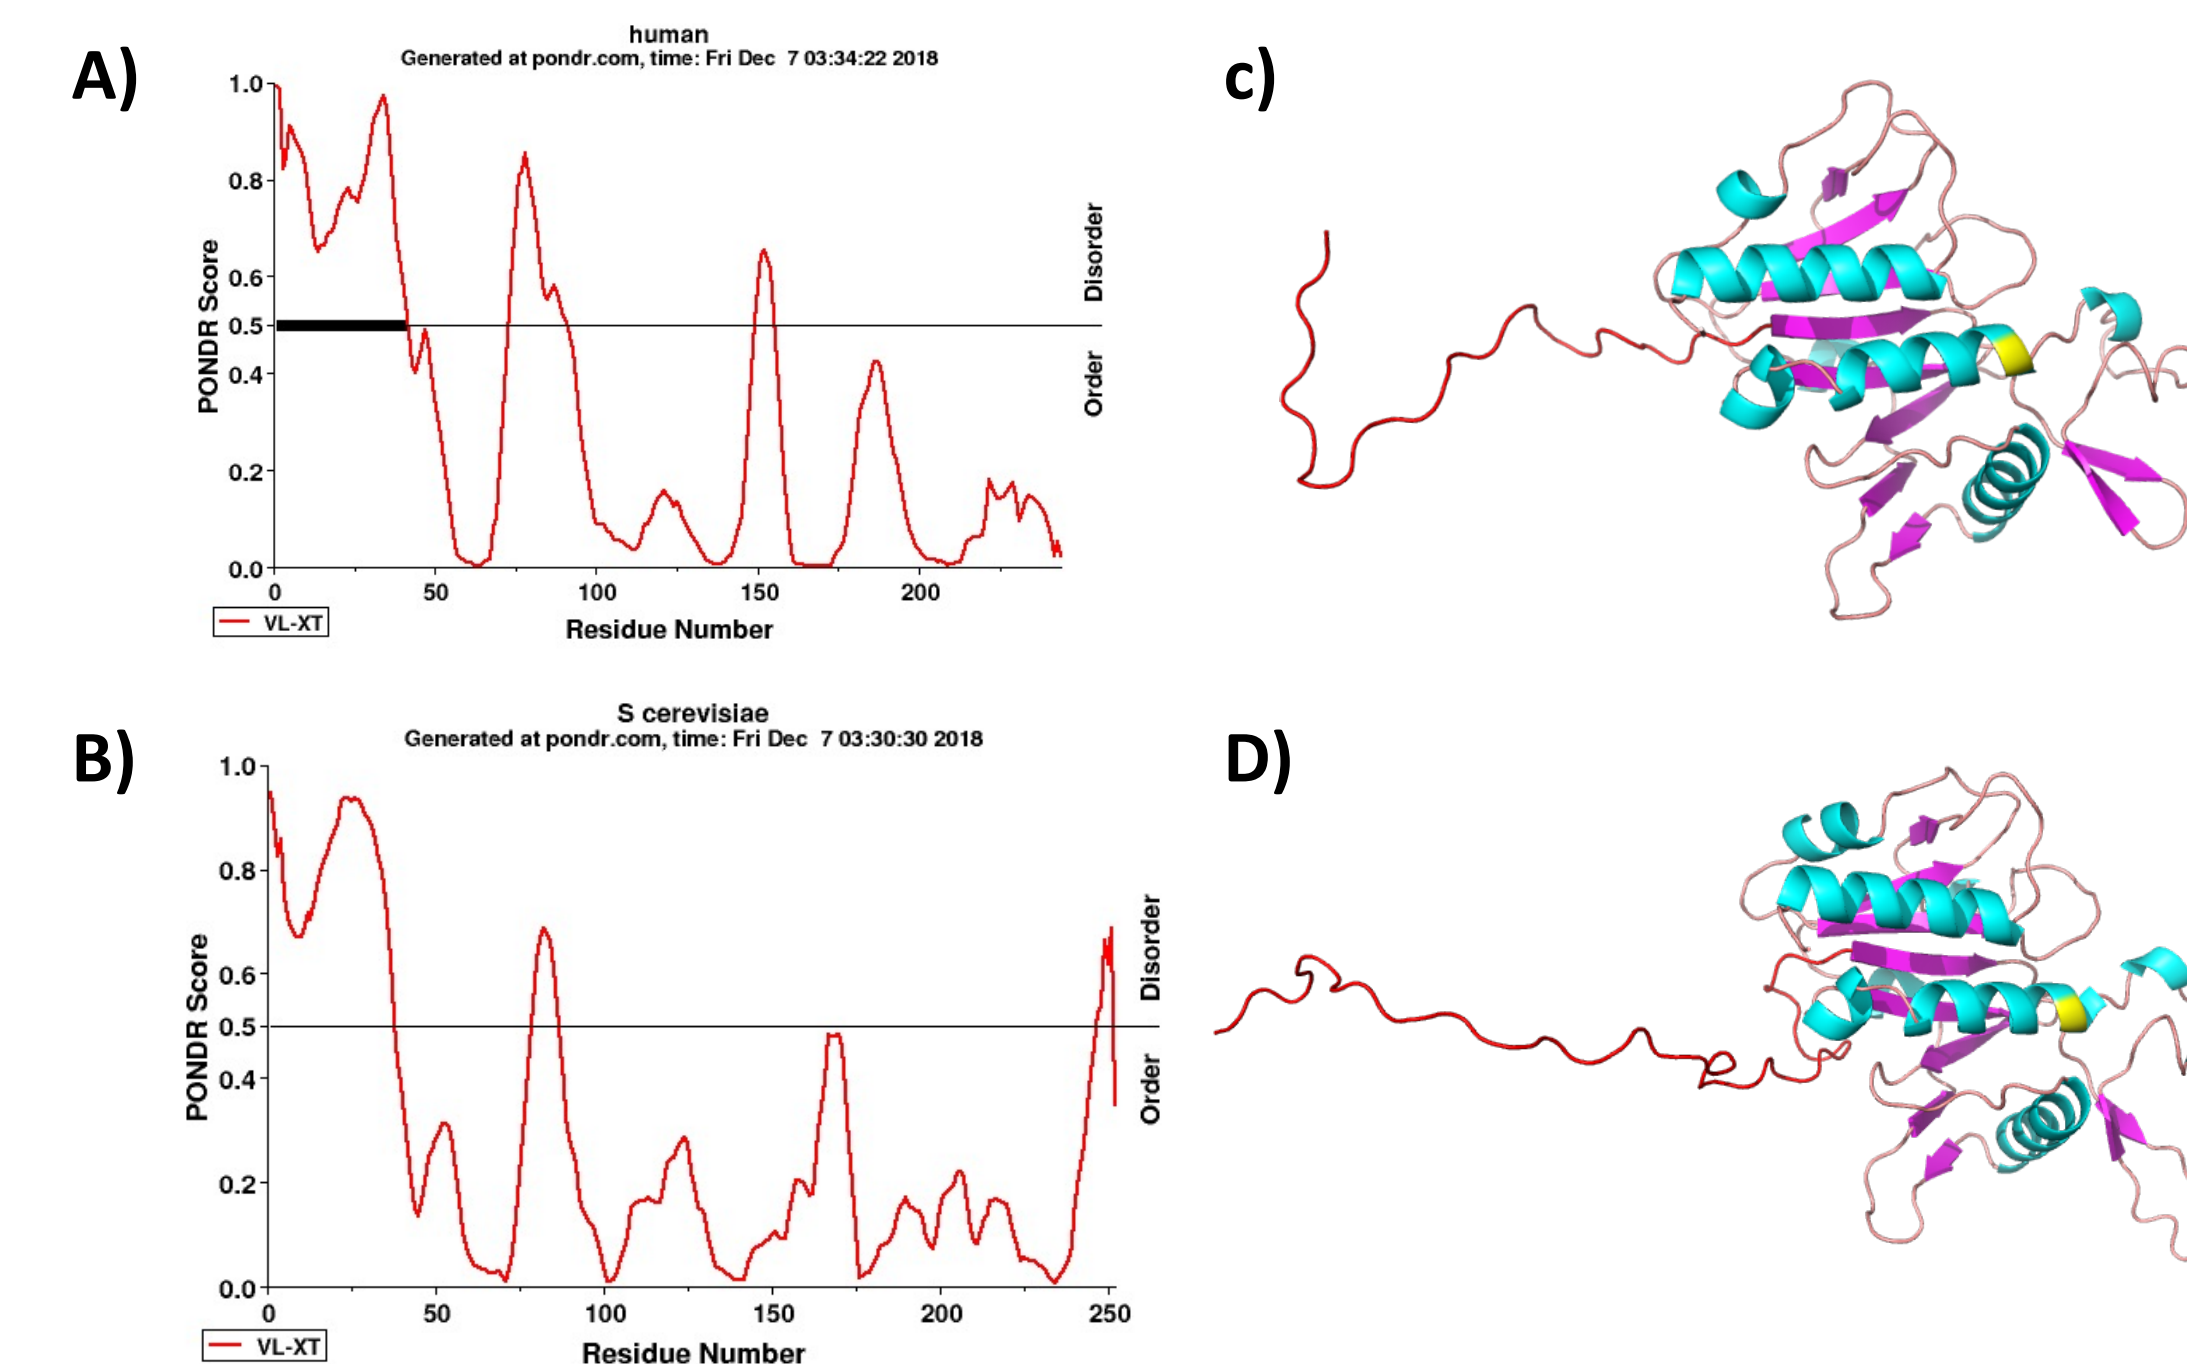 A)
human
Generated at pondr.com, time: Fri Dec 7 03:34:22 2018
1.0
0.8
0.6
0.5
0.4
0.2
0.0
PONDR Score
Disorder
Order
0 50 100 150 200
VL-XT
Residue Number
c)
B)
S cerevisiae
Generated at pondr.com, time: Fri Dec 7 03:30:30 2018
1.0
0.8
0.6
0.5
0.4
0.2
0.0
PONDR Score
Disorder
Order
0 50 100 150 200 250
VL-XT
Residue Number
D)